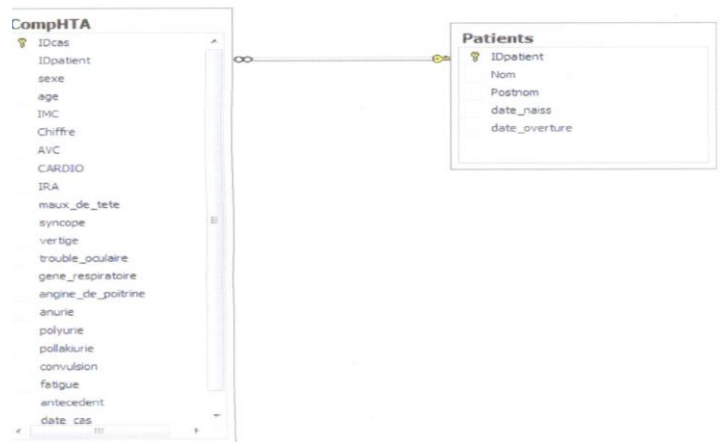 CompHTA
IDcas
IDpatient
sexe
age
IMC
Chiffre
AVC
CARDIO
IRA
maux_de_tete
syncope
vertige
trouble_oculaire
gene_respiratoire
angine_de_poitrine
anurie
polyurie
pollakiurie
convulsion
fatigue
antecedent
date_cas
Patients
IDpatient
Nom
Postnom
date_naiss
date_overture